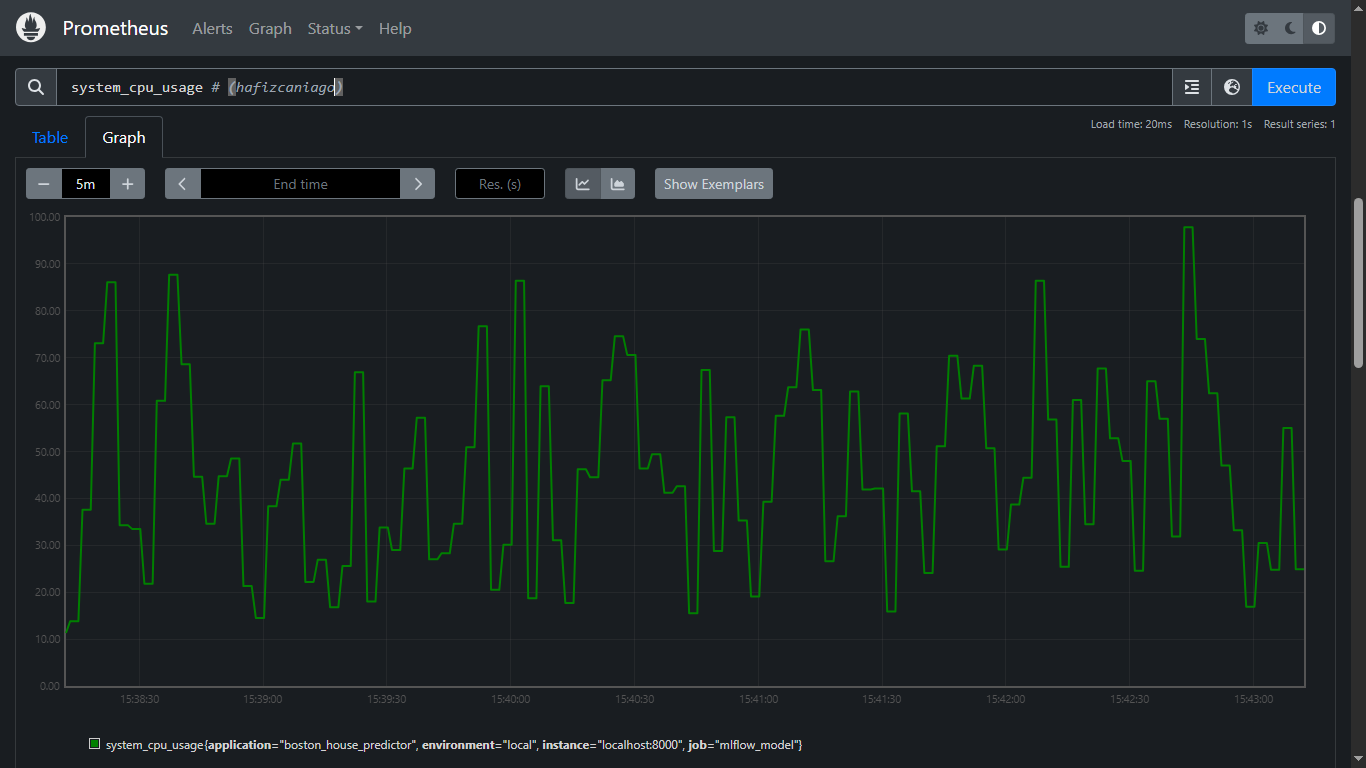 Prometheus Alerts Graph Status Help
system_cpu_usage # (hafizcaniago) Execute
Load time: 20ms Resolution: 1s Result series: 1
Table Graph
5m End time Res. (s) Show Exemplars
100.00
90.00
80.00
70.00
60.00
50.00
40.00
30.00
20.00
10.00
0.00
15:38:30 15:39:00 15:39:30 15:40:00 15:40:30 15:41:00 15:41:30 15:42:00 15:42:30 15:43:00
system_cpu_usage{application="boston_house_predictor", environment="local", instance="localhost:8000", job="mlflow_model"}